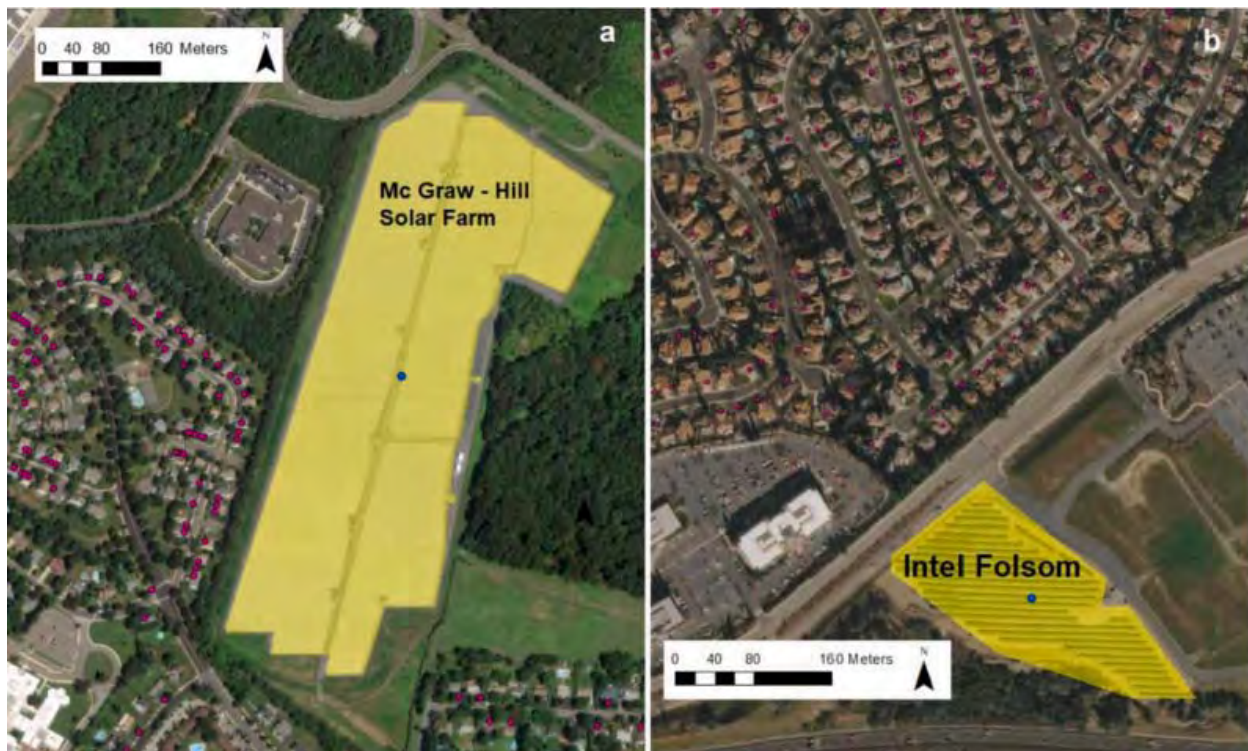 0 40 80 160 Meters
N
a
Mc Graw - Hill
Solar Farm
b
Intel Folsom
0 40 80 160 Meters
N